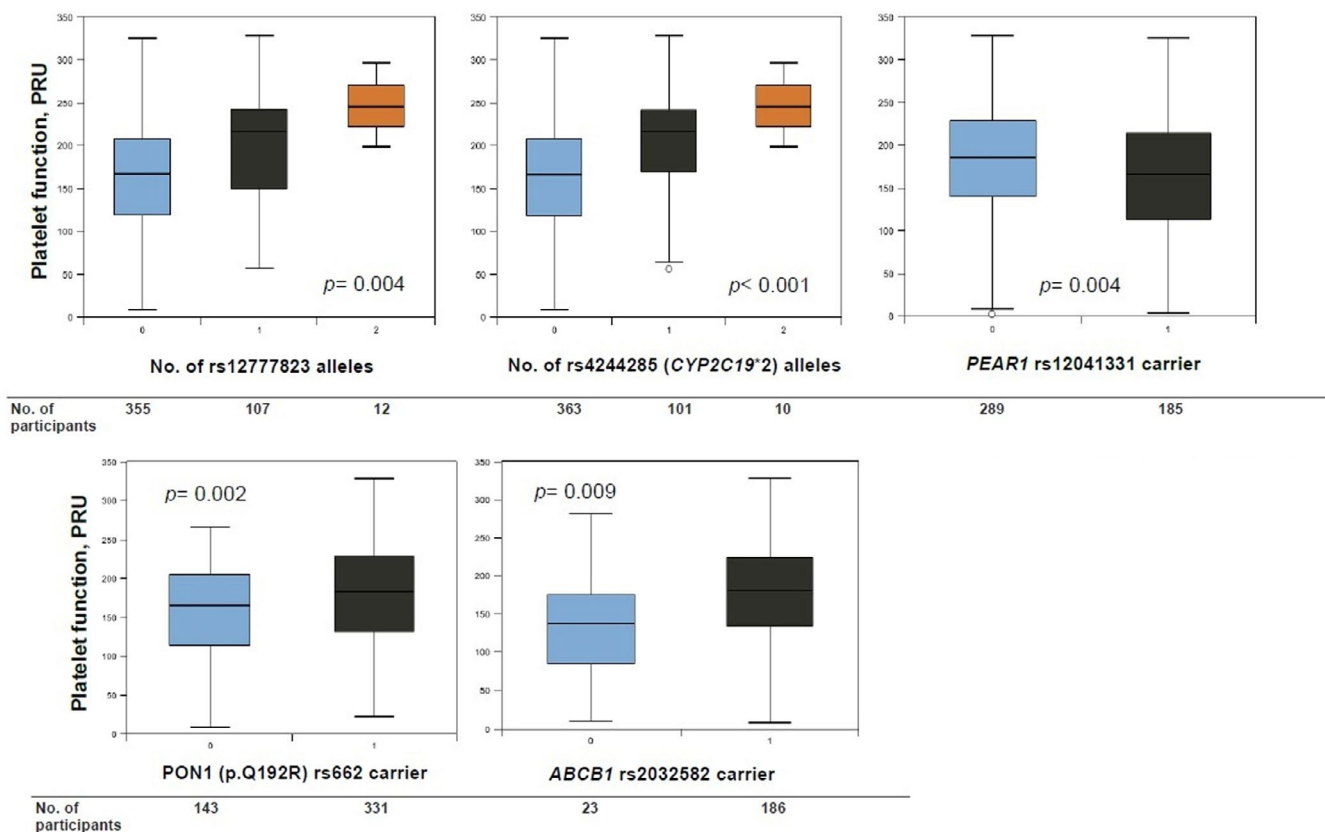 Platelet function, PRU
350
300
250
200
150
100
50
0
p= 0.004
0 1 2
No. of rs12777823 alleles
350
300
250
200
150
100
50
0
p< 0.001
0 1 2
No. of rs4244285 (CYP2C19*2) alleles
350
300
250
200
150
100
50
0
p= 0.004
0 1
PEAR1 rs12041331 carrier
No. of participants 355 107 12 363 101 10 289 185
Platelet function, PRU
350
300
250
200
150
100
50
0
p= 0.002
0 1
PON1 (p.Q192R) rs662 carrier
350
300
250
200
150
100
50
0
p= 0.009
0 1
ABCB1 rs2032582 carrier
No. of participants 143 331 23 186